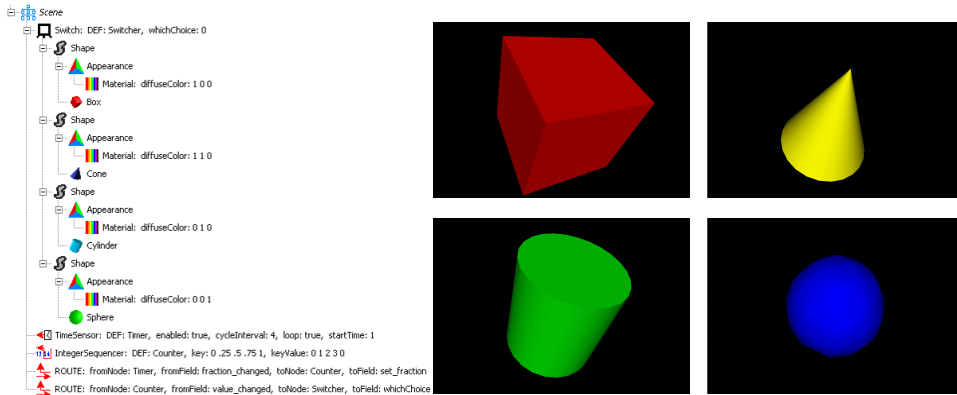 Scene
Switch: DEF: Switcher, whichChoice: 0
Shape
Appearance
Material: diffuseColor: 1 0 0
Box
Shape
Appearance
Material: diffuseColor: 1 1 0
Cone
Shape
Appearance
Material: diffuseColor: 0 1 0
Cylinder
Shape
Appearance
Material: diffuseColor: 0 0 1
Sphere
TimeSensor: DEF: Timer, enabled: true, cycleInterval: 4, loop: true, startTime: 1
IntegerSequencer: DEF: Counter, key: 0 .25 .5 .75 1, keyValue: 0 1 2 3 0
ROUTE: fromNode: Timer, fromField: fraction_changed, toNode: Counter, toField: set_fraction
ROUTE: fromNode: Counter, fromField: value_changed, toNode: Switcher, toField: whichChoice